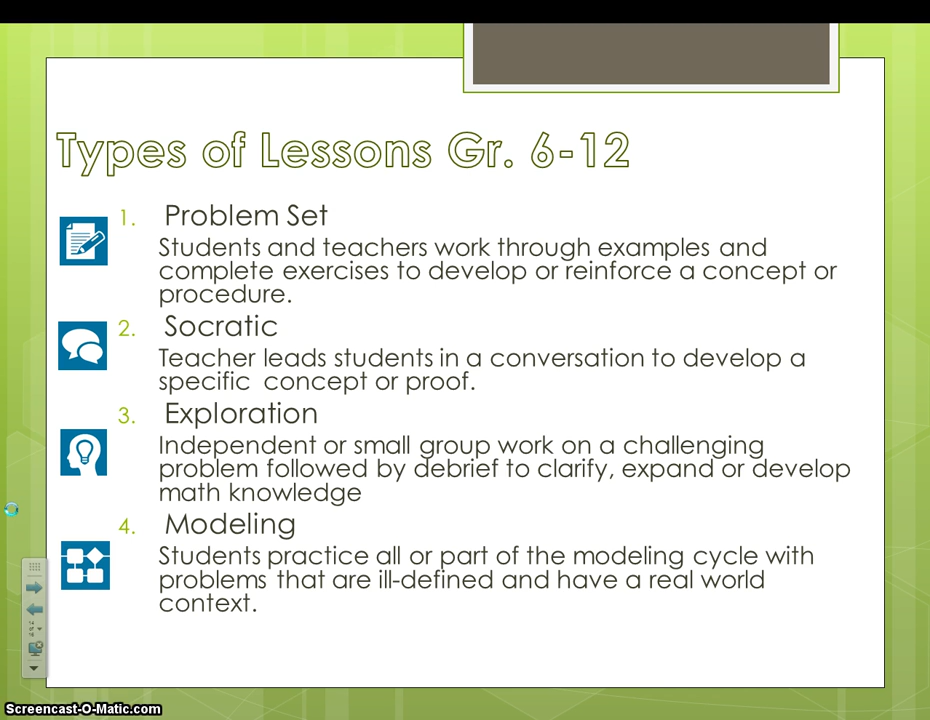 Types of Lessons Gr. 6-12
1. Problem Set
Students and teachers work through examples and
complete exercises to develop or reinforce a concept or
procedure.
2. Socratic
Teacher leads students in a conversation to develop a
specific concept or proof.
3. Exploration
Independent or small group work on a challenging
problem followed by debrief to clarify, expand or develop
math knowledge
4. Modeling
Students practice all or part of the modeling cycle with
problems that are ill-defined and have a real world
context.
Screencast-O-Matic.com